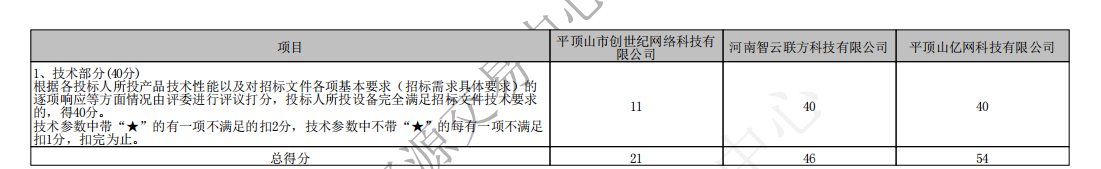 项目
平顶山市创世纪网络科技有
限公司
河南智云联方科技有限公司
平顶山亿网科技有限公司
1、技术部分(40分)
根据各投标人所投产品技术性能以及对招标文件各项基本要求（招标需求具体要求）的
逐项响应等方面情况由评委进行评议打分，投标人所投设备完全满足招标文件技术要求
的，得40分。
技术参数中带“★”的有一项不满足的扣2分，技术参数中不带“★”的每有一项不满足
扣1分，扣完为止。
11
40
40
总得分
21
46
54
源交易中心
中心